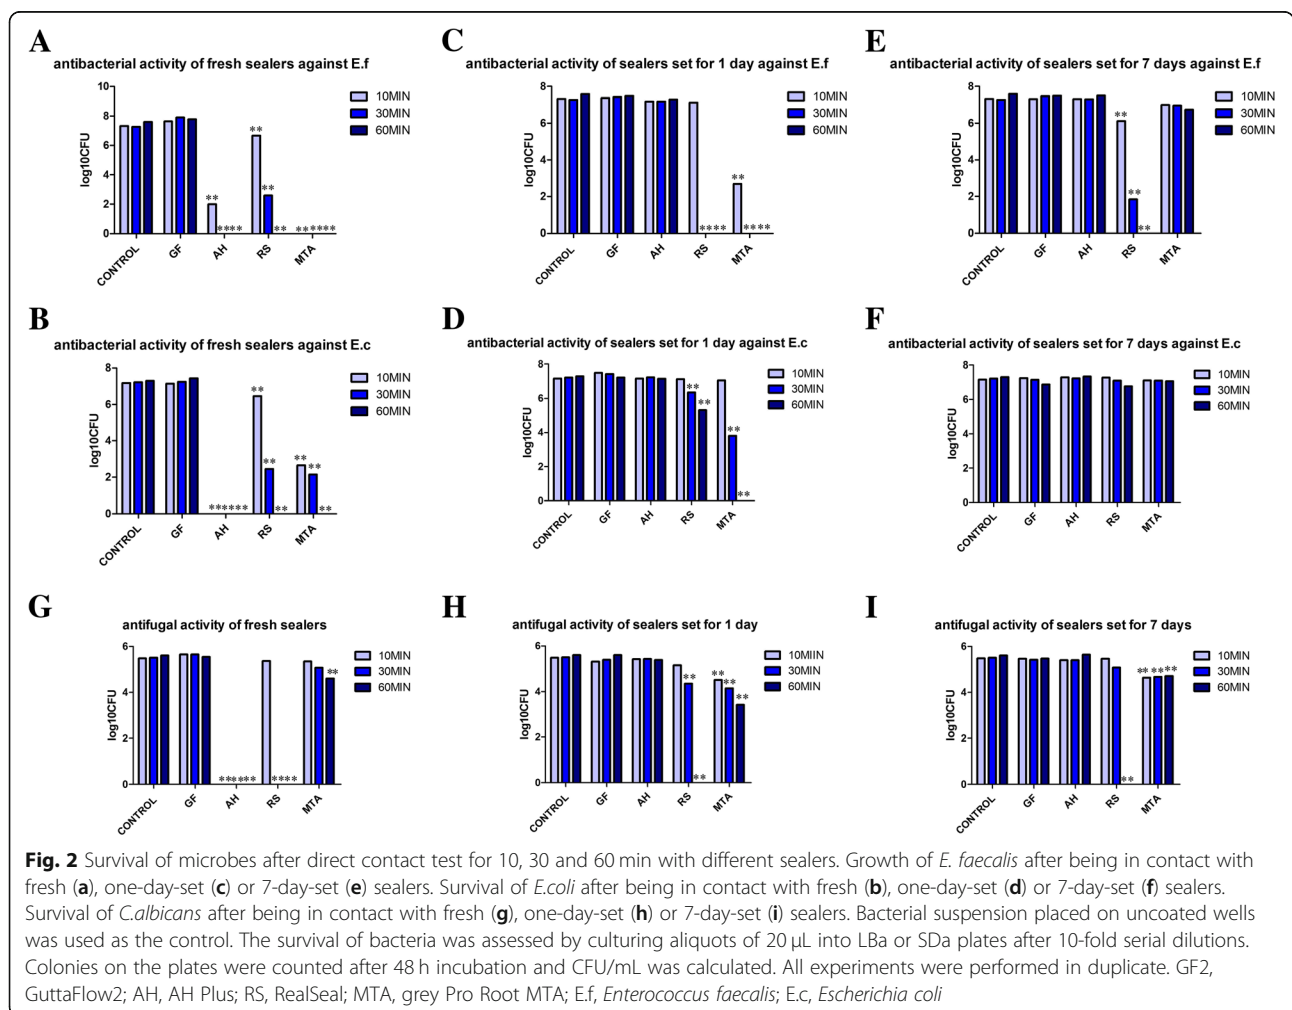 A
antibacterial activity of fresh sealers against E.f
log10CFU
10
8
6
4
2
0
**
****
**
**
**
** ****
CONTROL
GF
AH
RS
MTA
10MIN
30MIN
60MIN
C
antibacterial activity of sealers set for 1 day against E.f
log10CFU
8
6
4
2
0
****
**
****
CONTROL
GF
AH
RS
MTA
10MIN
30MIN
60MIN
E
antibacterial activity of sealers set for 7 days against E.f
log10CFU
8
6
4
2
0
**
**
**
CONTROL
GF
AH
RS
MTA
10MIN
30MIN
60MIN
B
antibacterial activity of fresh sealers against E.c
log10CFU
8
6
4
2
0
******
**
**
**
**
**
**
CONTROL
GF
AH
RS
MTA
10MIN
30MIN
60MIN
D
antibacterial activity of sealers set for 1 day against E.c
log10CFU
8
6
4
2
0
**
**
**
**
CONTROL
GF
AH
RS
MTA
10MIN
30MIN
60MIN
F
antibacterial activity of sealers set for 7 days against E.c
log10CFU
8
6
4
2
0
CONTROL
GF
AH
RS
MTA
10MIN
30MIN
60MIN
G
antifugal activity of fresh sealers
log10CFU
6
4
2
0
******
****
**
CONTROL
GF
AH
RS
MTA
10MIN
30MIN
60MIN
H
antifugal activity of sealers set for 1 day
log10CFU
6
4
2
0
**
**
**
**
**
CONTROL
GF
AH
RS
MTA
10MIIN
30MIN
60MIN
I
antifugal activity of sealers set for 7 days
log10CFU
6
4
2
0
**
** ** **
CONTROL
GF
AH
RS
MTA
10MIN
30MIN
60MIN
Fig. 2 Survival of microbes after direct contact test for 10, 30 and 60 min with different sealers. Growth of E. faecalis after being in contact with
fresh (a), one-day-set (c) or 7-day-set (e) sealers. Survival of E.coli after being in contact with fresh (b), one-day-set (d) or 7-day-set (f) sealers.
Survival of C.albicans after being in contact with fresh (g), one-day-set (h) or 7-day-set (i) sealers. Bacterial suspension placed on uncoated wells
was used as the control. The survival of bacteria was assessed by culturing aliquots of 20 μL into LBa or SDa plates after 10-fold serial dilutions.
Colonies on the plates were counted after 48 h incubation and CFU/mL was calculated. All experiments were performed in duplicate. GF2,
GuttaFlow2; AH, AH Plus; RS, RealSeal; MTA, grey Pro Root MTA; E.f, Enterococcus faecalis; E.c, Escherichia coli